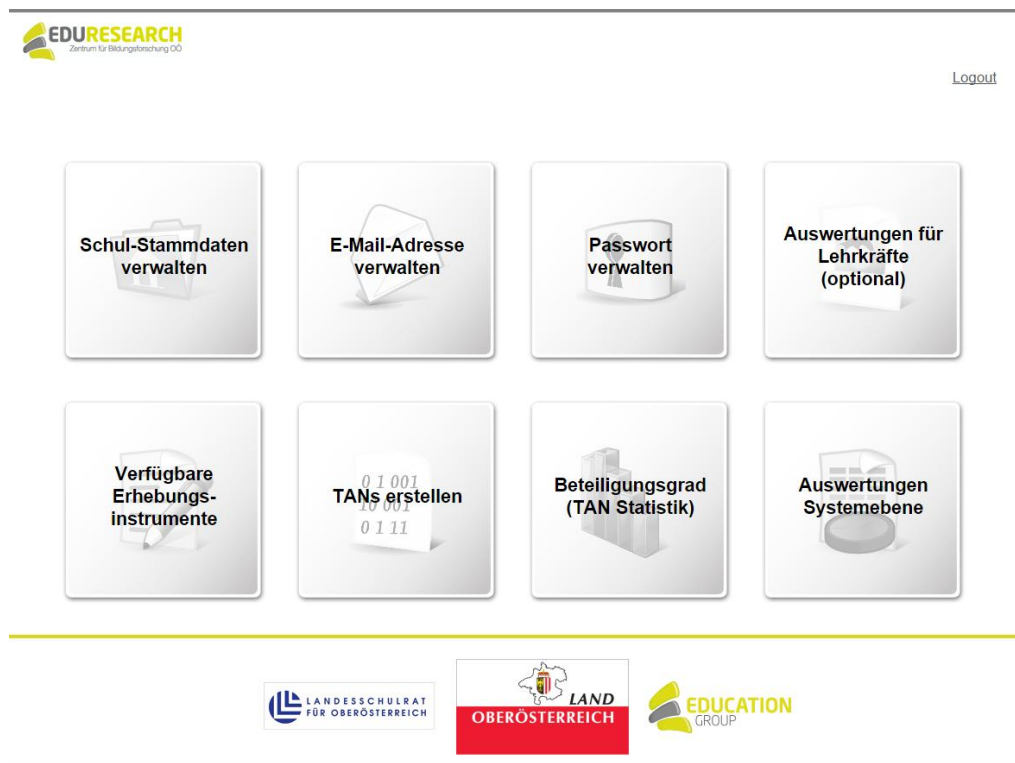 EDURESEARCH
Zentrum für Bildungsforschung OÖ
Logout
Schul-Stammdaten
verwalten
E-Mail-Adresse
verwalten
Passwort
verwalten
Auswertungen für
Lehrkräfte
(optional)
Verfügbare
Erhebungs-
instrumente
0 1 001
TANs erstellen
10 001
0 1 11
Beteiligungsgrad
(TAN Statistik)
Auswertungen
Systemebene
LANDESSCHULRAT
FÜR OBERÖSTERREICH
LAND
OBERÖSTERREICH
EDUCATION
GROUP